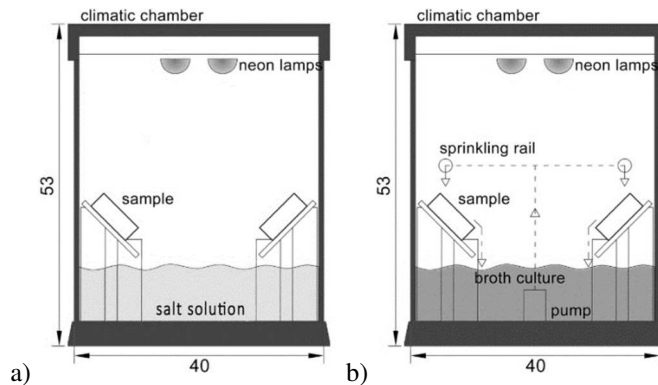 climatic chamber
neon lamps
53
sample
salt solution
a)
40
climatic chamber
neon lamps
sprinkling rail
53
sample
broth culture
pump
b)
40